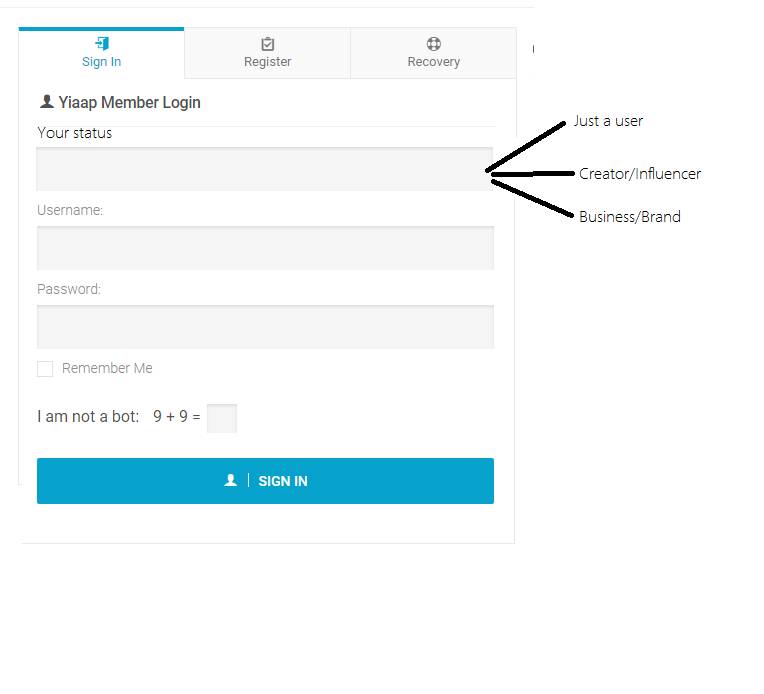 Sign In
Register
Recovery
Yiaap Member Login
Your status
Just a user
Creator/Influencer
Business/Brand
Username:
Password:
Remember Me
I am not a bot: 9 + 9 =
SIGN IN